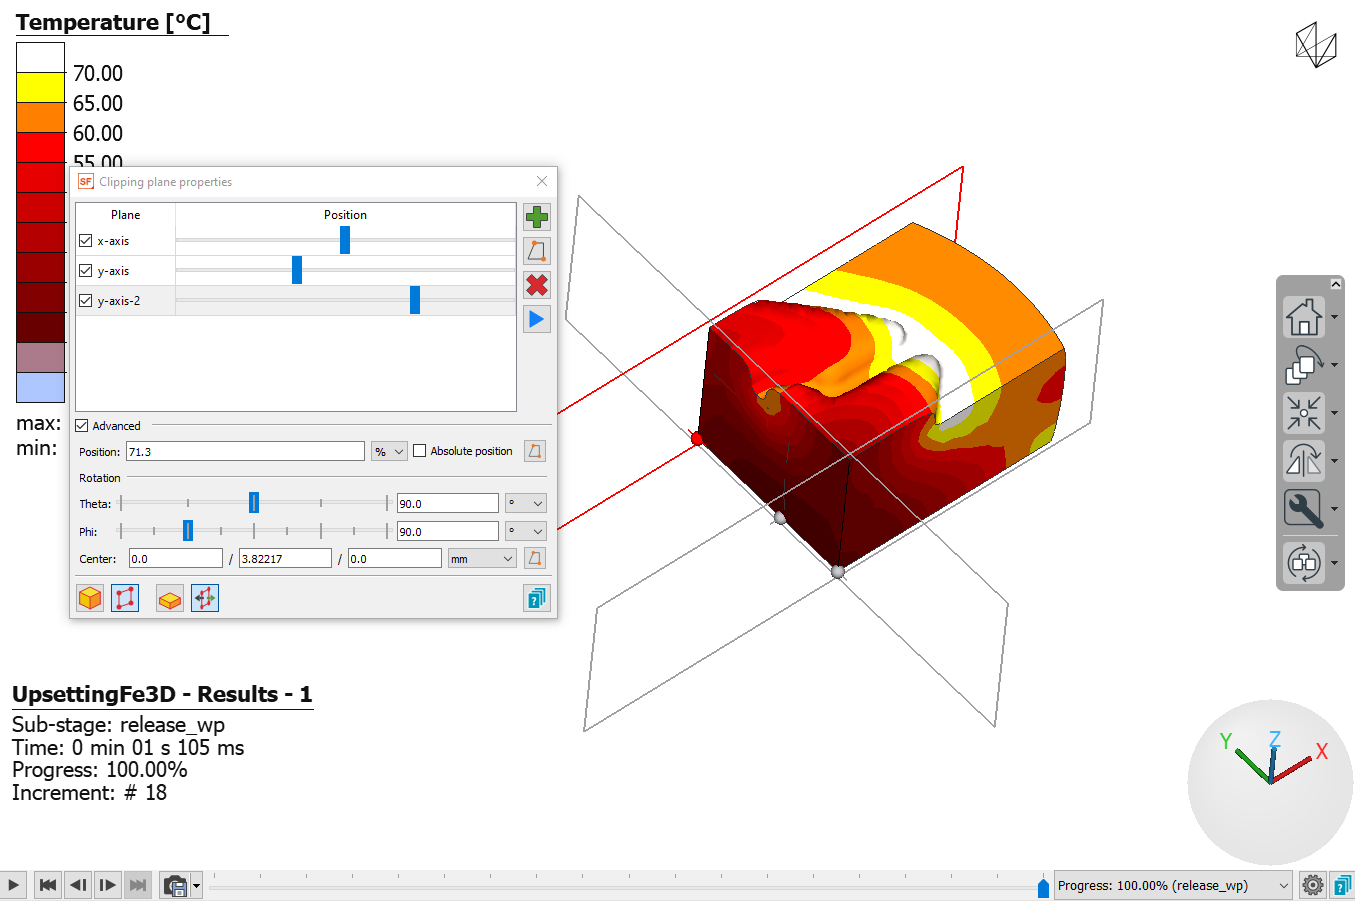 Temperature [°C]
70.00
65.00
60.00
55.00
max:
min:
SF Clipping plane properties
Plane Position
x-axis
y-axis
y-axis-2
Advanced
Position: 71.3 % Absolute position
Rotation
Theta: 90.0 °
Phi: 90.0 °
Center: 0.0 / 3.82217 / 0.0 mm
?
UpsettingFe3D - Results - 1
Sub-stage: release_wp
Time: 0 min 01 s 105 ms
Progress: 100.00%
Increment: # 18
Y Z X
Progress: 100.00% (release_wp)
?